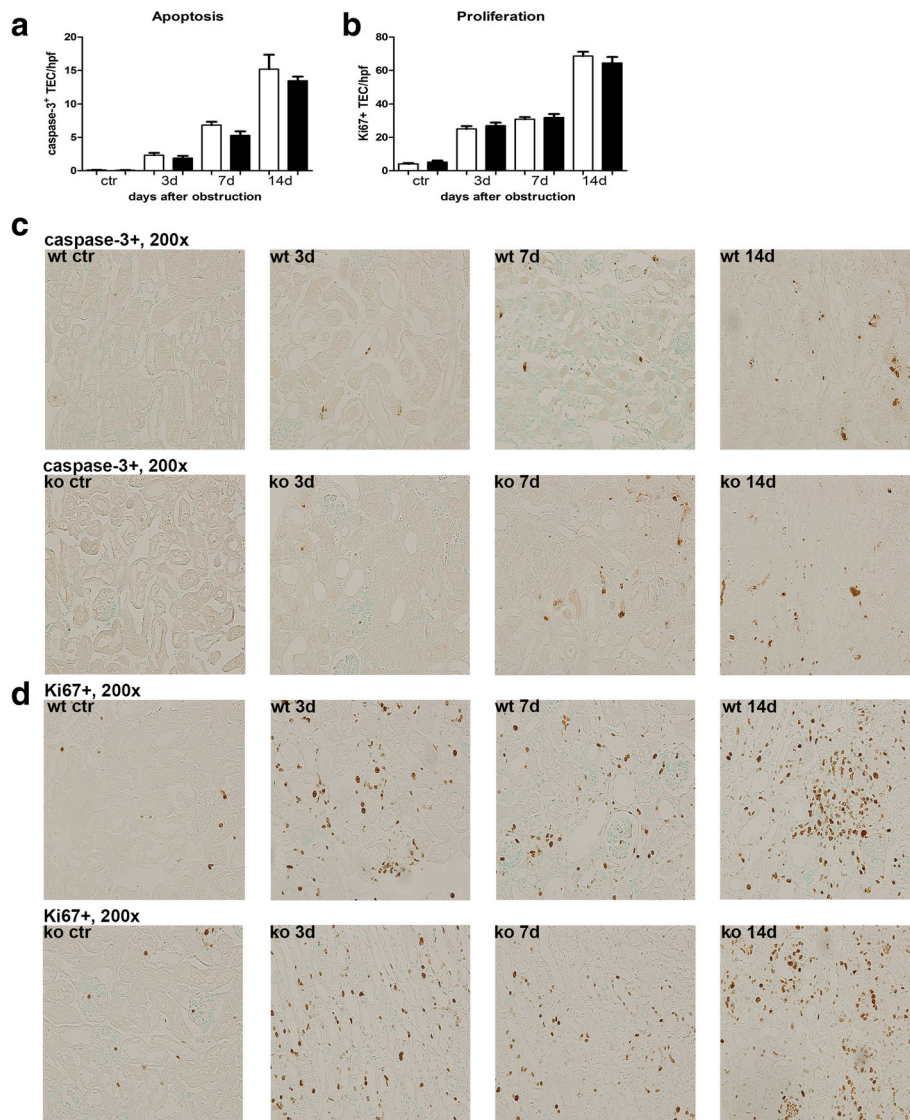 a
Apoptosis
caspase-3+ TEC/hpf
20
15
10
5
0
ctr 3d 7d 14d
days after obstruction
b
Proliferation
Ki67+ TEC/hpf
80
60
40
20
0
ctr 3d 7d 14d
days after obstruction
c
caspase-3+, 200x
wt ctr wt 3d wt 7d wt 14d
caspase-3+, 200x
ko ctr ko 3d ko 7d ko 14d
d
Ki67+, 200x
wt ctr wt 3d wt 7d wt 14d
Ki67+, 200x
ko ctr ko 3d ko 7d ko 14d